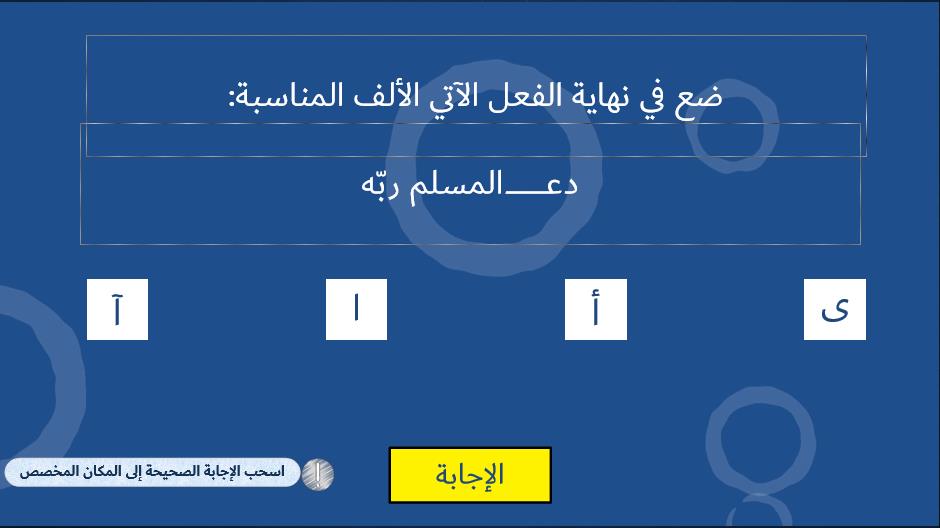 ضع في نهاية الفعل الآتي الألف المناسبة:
دعـــــالمسلم ربّه
ى
أ
ا
آ
الإجابة
! اسحب الإجابة الصحيحة إلى المكان المخصص